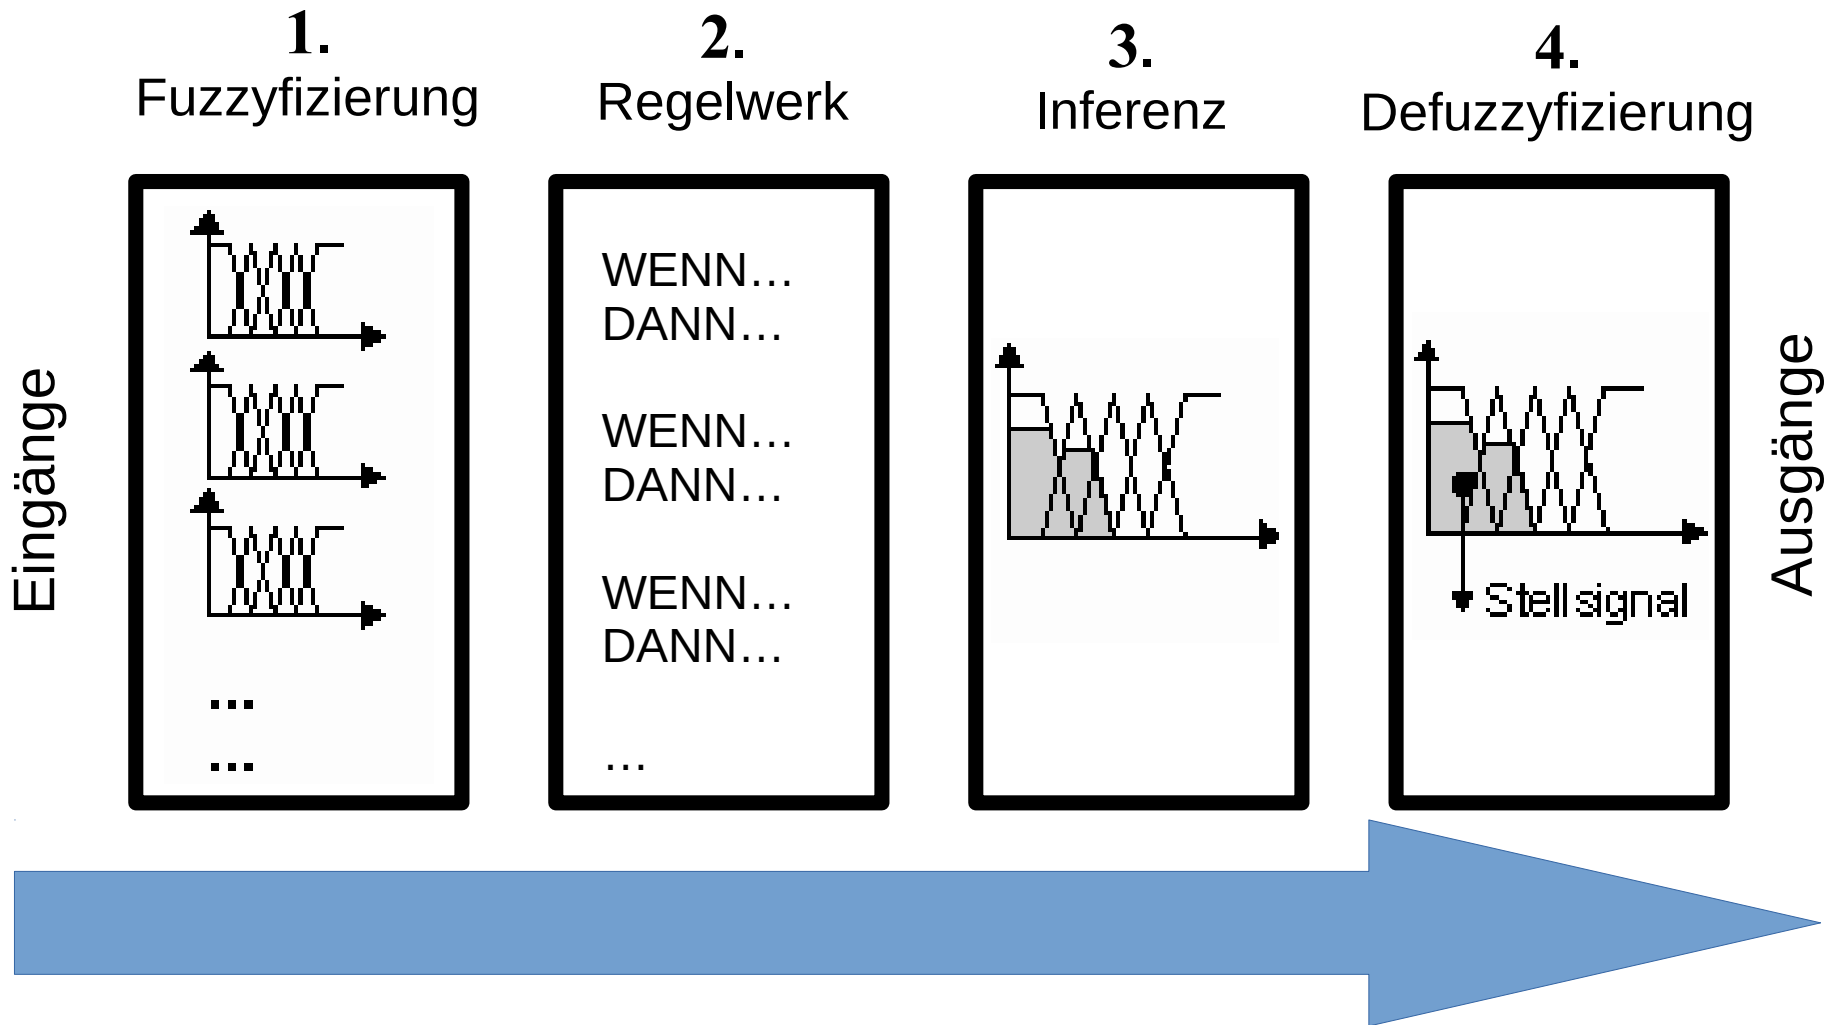 1.
Fuzzyfizierung
2.
Regelwerk
3.
Inferenz
4.
Defuzzyfizierung
Eingänge
...
...
WENN…
DANN…
WENN…
DANN…
WENN…
DANN…
…
Stellsignal
Ausgänge